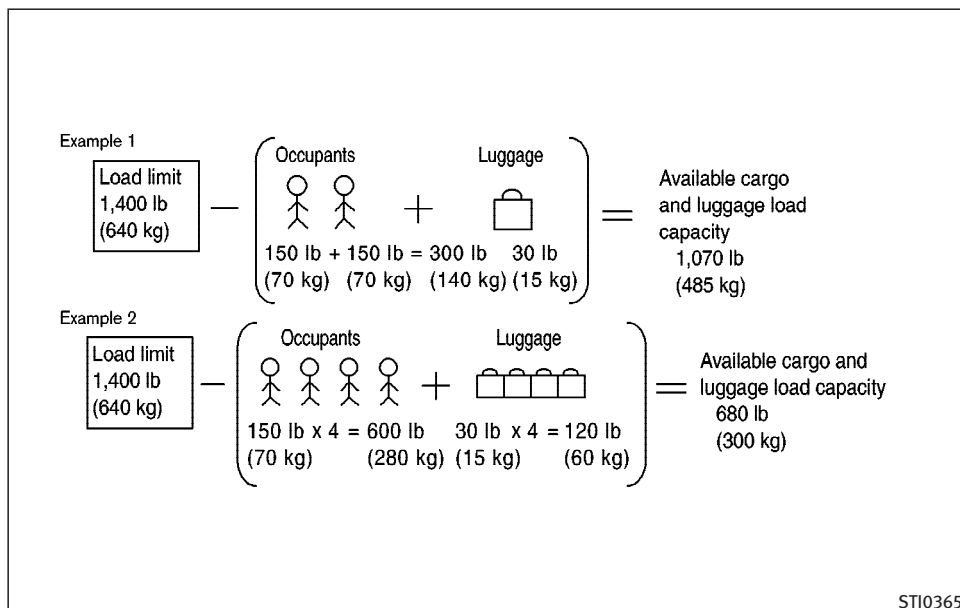 Example 1
Load limit
1,400 lb
(640 kg)
−
Occupants
+
Luggage
150 lb + 150 lb = 300 lb 30 lb
(70 kg) (70 kg) (140 kg) (15 kg)
=
Available cargo
and luggage load
capacity
1,070 lb
(485 kg)
Example 2
Load limit
1,400 lb
(640 kg)
−
Occupants
+
Luggage
150 lb x 4 = 600 lb 30 lb x 4 = 120 lb
(70 kg) (280 kg) (15 kg) (60 kg)
=
Available cargo and
luggage load capacity
680 lb
(300 kg)
STI0365